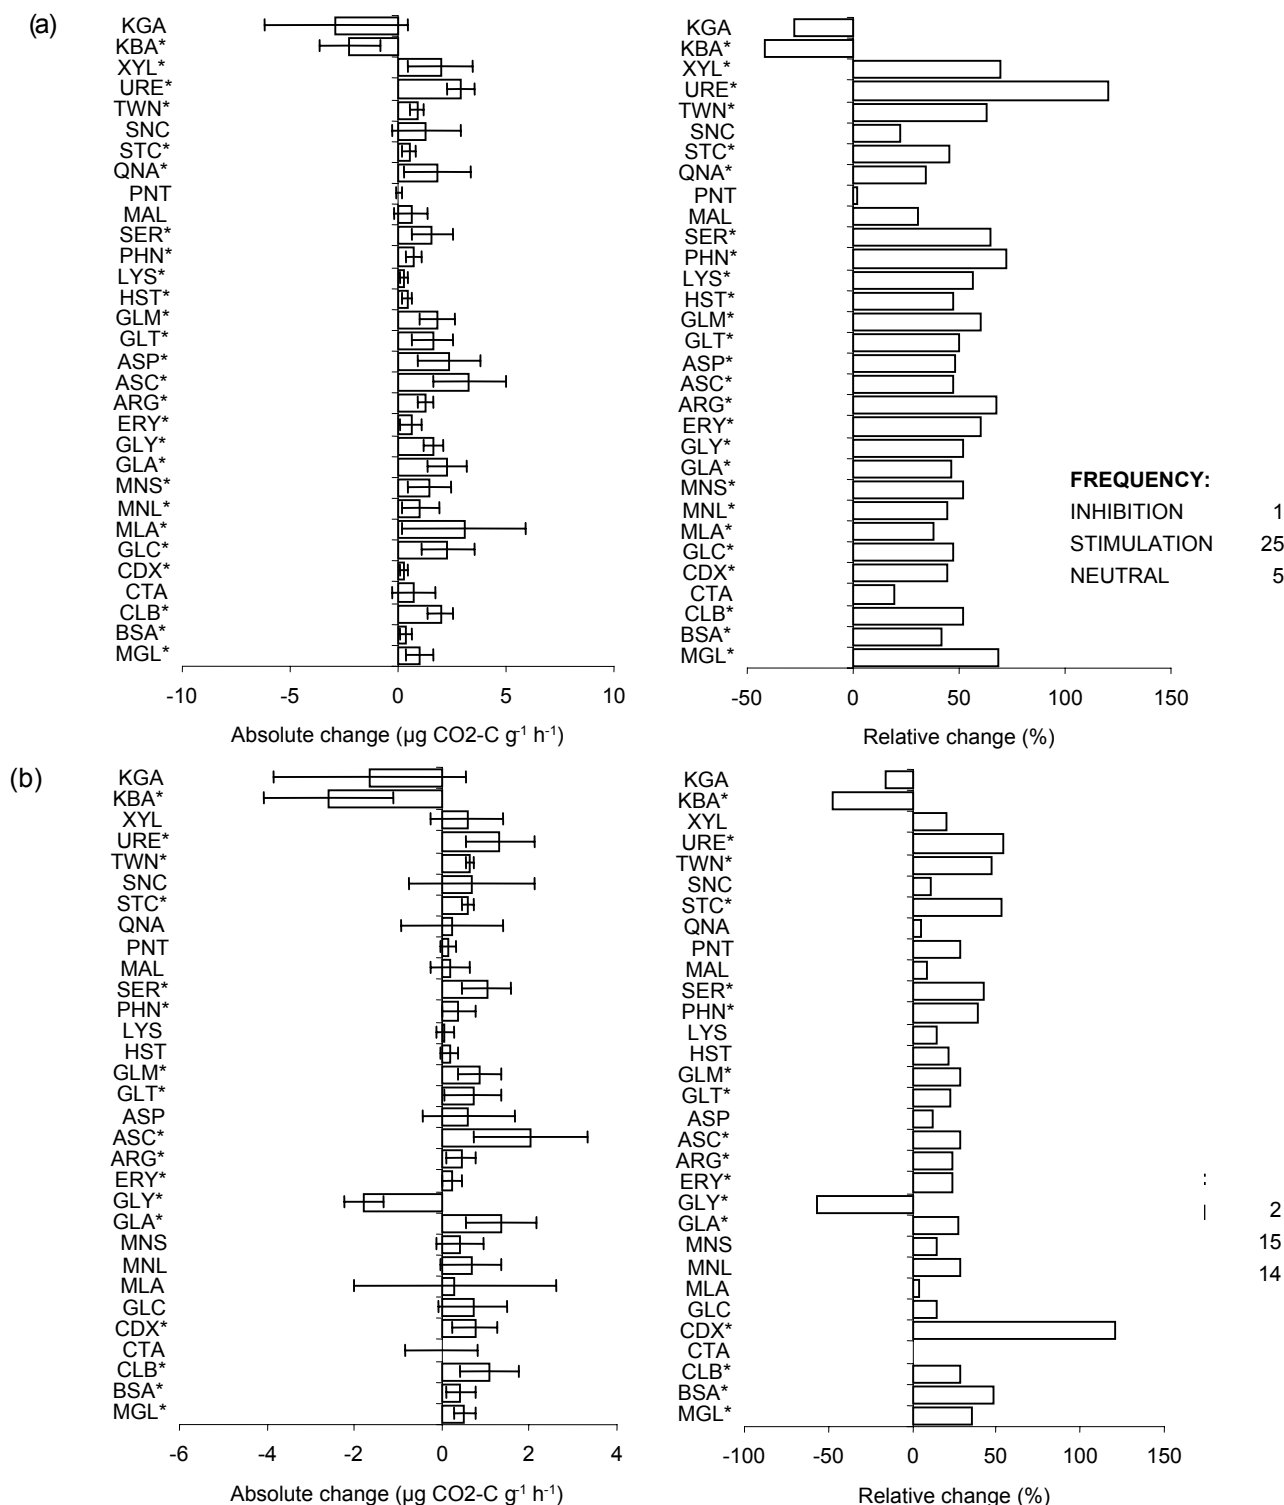 (a)
KGA
KBA*
XYL*
URE*
TWN*
SNC
STC*
QNA*
PNT
MAL
SER*
PHN*
LYS*
HST*
GLM*
GLT*
ASP*
ASC*
ARG*
ERY*
GLY*
GLA*
MNS*
MNL*
MLA*
GLC*
CDX*
CTA
CLB*
BSA*
MGL*
-10 -5 0 5 10
Absolute change (µg CO2-C g-1 h-1)
KGA
KBA*
XYL*
URE*
TWN*
SNC
STC*
QNA*
PNT
MAL
SER*
PHN*
LYS*
HST*
GLM*
GLT*
ASP*
ASC*
ARG*
ERY*
GLY*
GLA*
MNS*
MNL*
MLA*
GLC*
CDX*
CTA
CLB*
BSA*
MGL*
-50 0 50 100 150
Relative change (%)
FREQUENCY:
INHIBITION 1
STIMULATION 25
NEUTRAL 5
(b)
KGA
KBA*
XYL
URE*
TWN*
SNC
STC*
QNA
PNT
MAL
SER*
PHN*
LYS
HST
GLM*
GLT*
ASP
ASC*
ARG*
ERY*
GLY*
GLA*
MNS
MNL
MLA
GLC
CDX*
CTA
CLB*
BSA*
MGL*
-6 -4 -2 0 2 4
Absolute change (µg CO2-C g-1 h-1)
KGA
KBA*
XYL
URE*
TWN*
SNC
STC*
QNA
PNT
MAL
SER*
PHN*
LYS
HST
GLM*
GLT*
ASP
ASC*
ARG*
ERY*
GLY*
GLA*
MNS
MNL
MLA
GLC
CDX*
CTA
CLB*
BSA*
MGL*
-100 -50 0 50 100 150
Relative change (%)
:
2
15
14